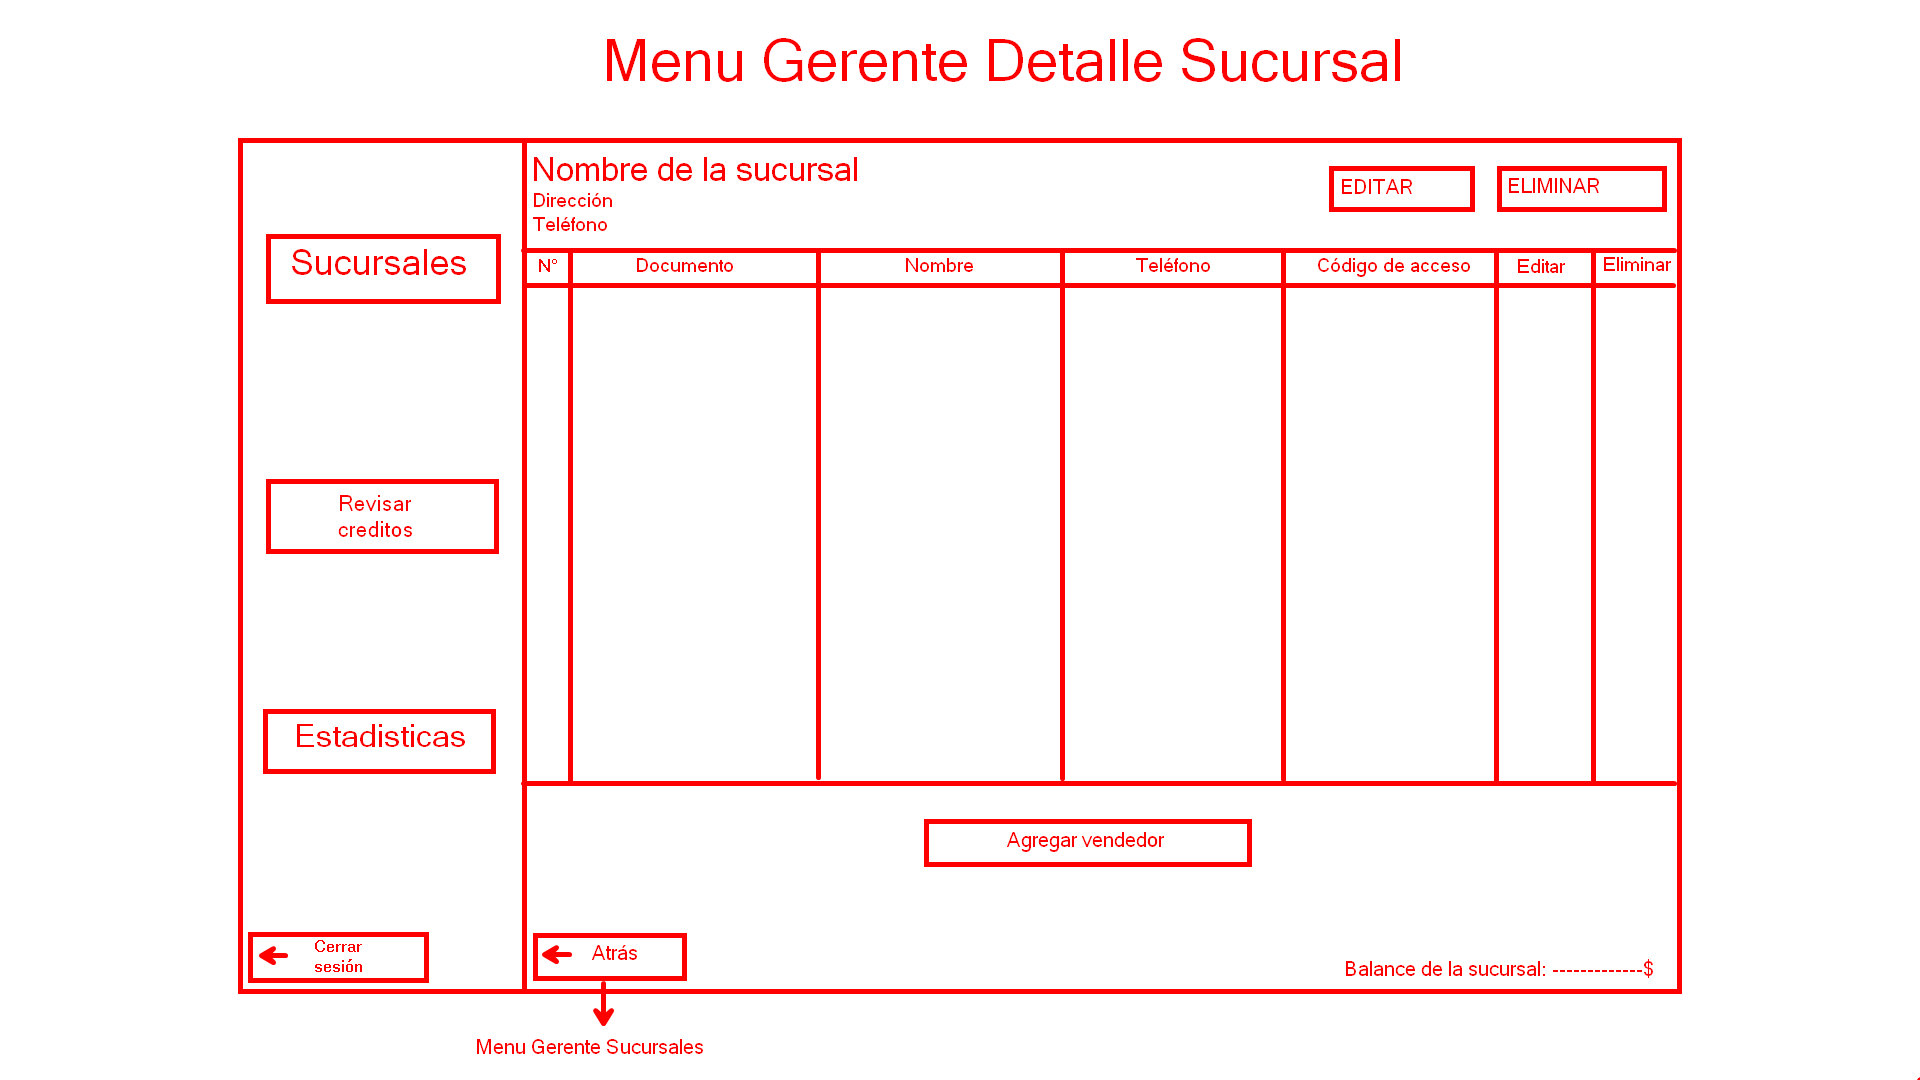 Menu Gerente Detalle Sucursal
Nombre de la sucursal
Dirección
Teléfono
EDITAR
ELIMINAR
Sucursales
Revisar
creditos
Estadisticas
Cerrar
sesión
N°
Documento
Nombre
Teléfono
Código de acceso
Editar
Eliminar
Agregar vendedor
Atrás
Balance de la sucursal: -------------$
Menu Gerente Sucursales